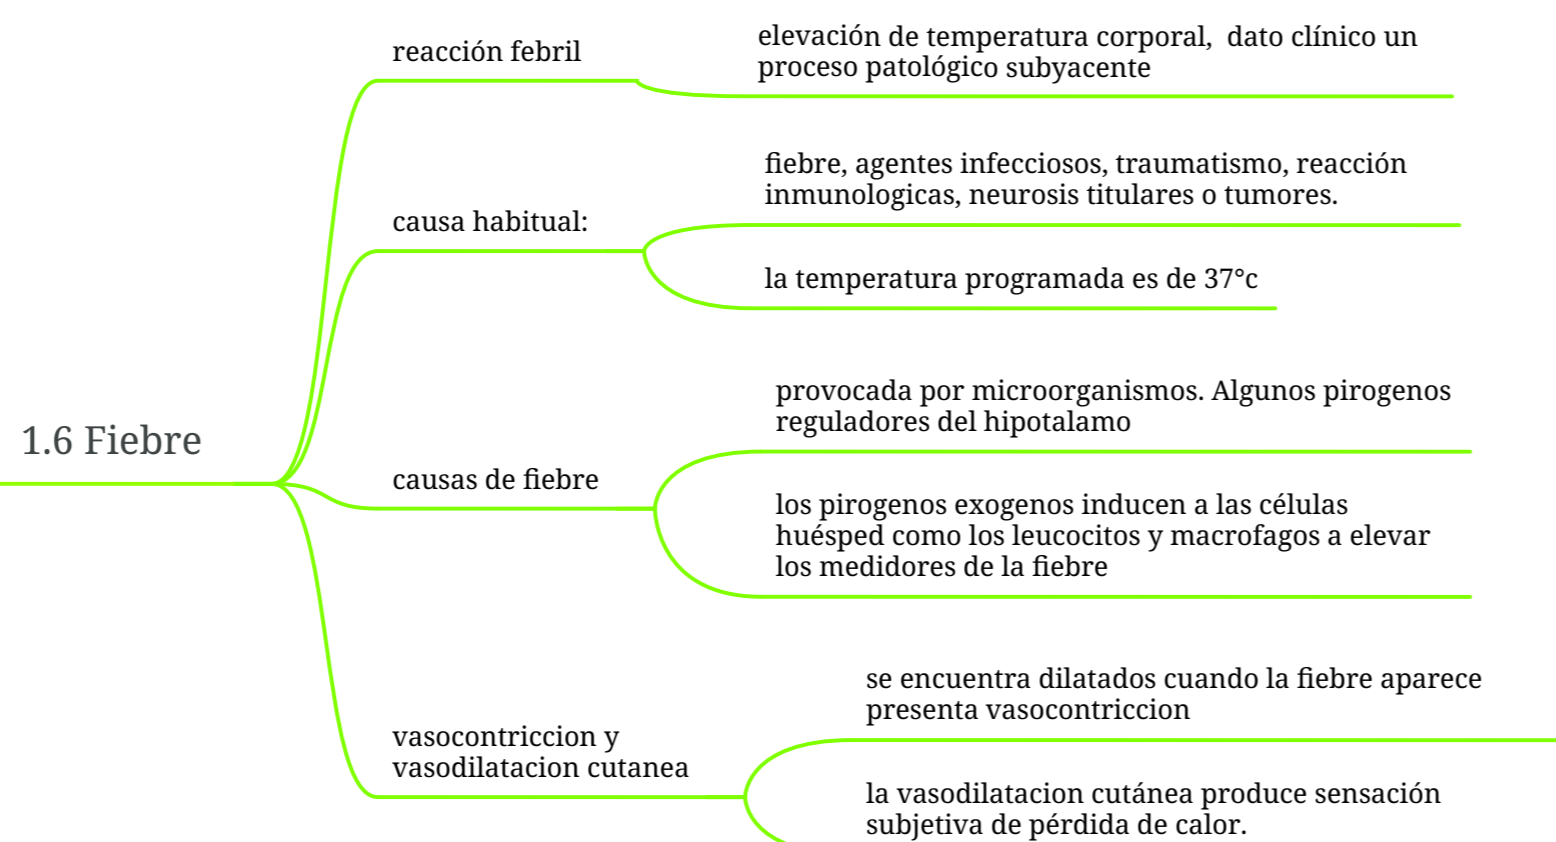 reacción febril
elevación de temperatura corporal,  dato clínico un
proceso patológico subyacente
causa habitual:
fiebre, agentes infecciosos, traumatismo, reacción
inmunologicas, neurosis titulares o tumores.
la temperatura programada es de 37°c
1.6 Fiebre
causas de fiebre
provocada por microorganismos. Algunos pirogenos
reguladores del hipotalamo
los pirogenos exogenos inducen a las células
huésped como los leucocitos y macrofagos a elevar
los medidores de la fiebre
vasocontriccion y
vasodilatacion cutanea
se encuentra dilatados cuando la fiebre aparece
presenta vasocontriccion
la vasodilatacion cutánea produce sensación
subjetiva de pérdida de calor.